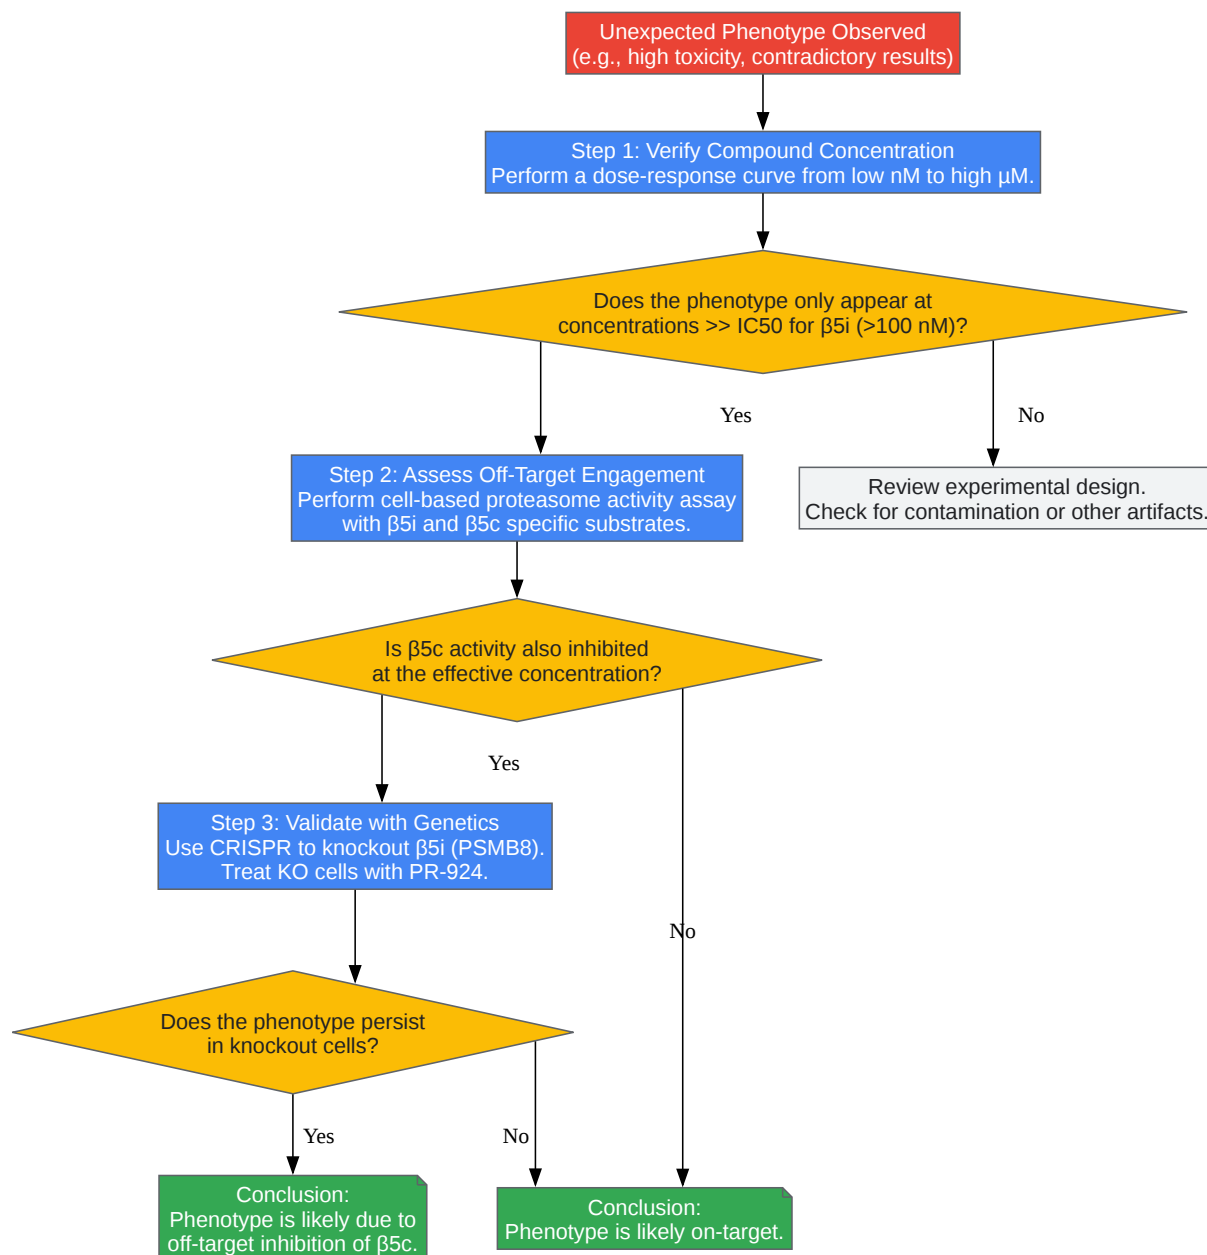 Unexpected Phenotype Observed
(e.g., high toxicity, contradictory results)
Step 1: Verify Compound Concentration
Perform a dose-response curve from low nM to high µM.
Does the phenotype only appear at
concentrations >> IC50 for β5i (>100 nM)?
Yes
No
Step 2: Assess Off-Target Engagement
Perform cell-based proteasome activity assay
with β5i and β5c specific substrates.
Review experimental design.
Check for contamination or other artifacts.
Is β5c activity also inhibited
at the effective concentration?
Yes
No
Step 3: Validate with Genetics
Use CRISPR to knockout β5i (PSMB8).
Treat KO cells with PR-924.
Does the phenotype persist
in knockout cells?
Yes
No
Conclusion:
Phenotype is likely due to
off-target inhibition of β5c.
Conclusion:
Phenotype is likely on-target.